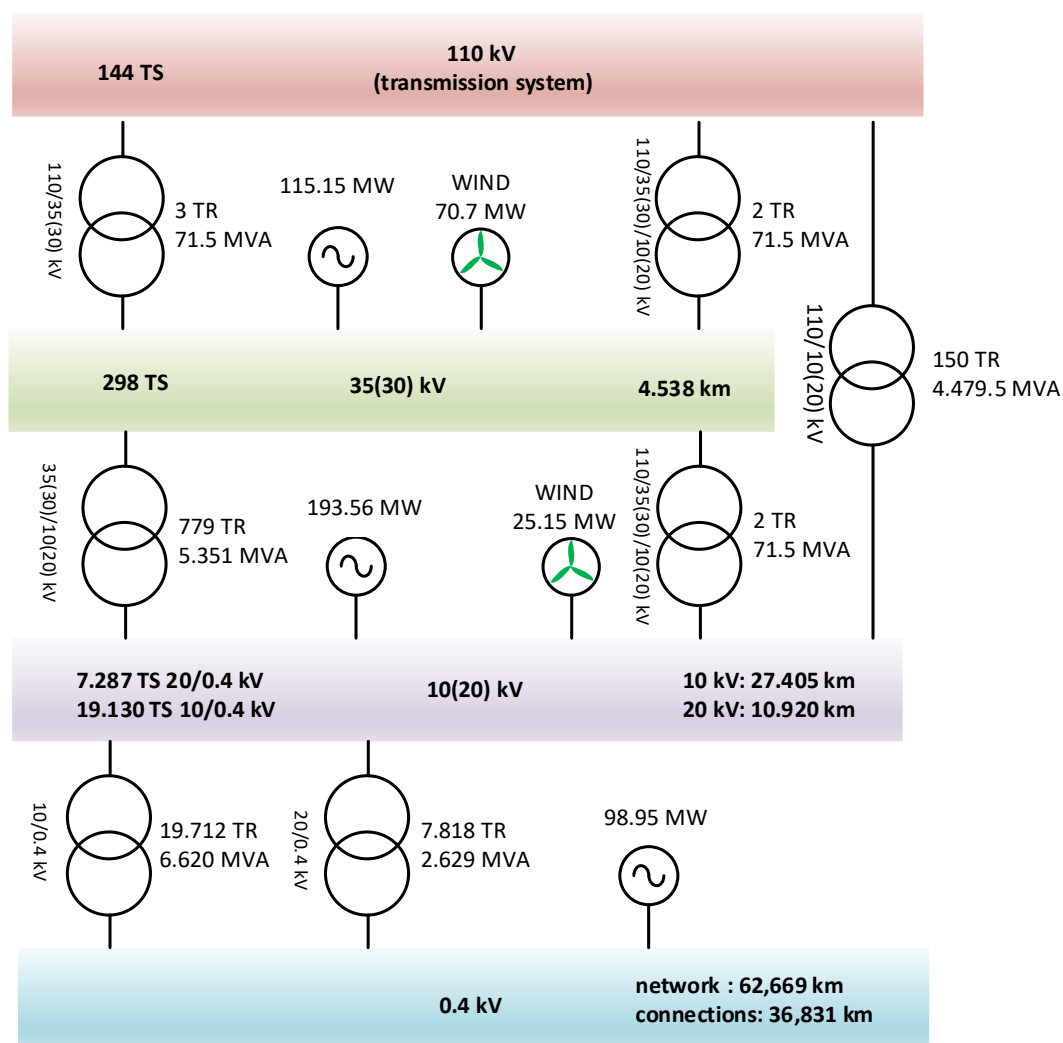 144 TS
110 kV
(transmission system)
110/35(30) kV
3 TR
71.5 MVA
115.15 MW
WIND
70.7 MW
110/35(30)/10(20) kV
2 TR
71.5 MVA
110/10(20) kV
150 TR
4.479.5 MVA
298 TS
35(30) kV
4.538 km
35(30)/10(20) kV
779 TR
5.351 MVA
193.56 MW
WIND
25.15 MW
110/35(30)/10(20) kV
2 TR
71.5 MVA
7.287 TS 20/0.4 kV
19.130 TS 10/0.4 kV
10(20) kV
10 kV: 27.405 km
20 kV: 10.920 km
10/0.4 kV
19.712 TR
6.620 MVA
20/0.4 kV
7.818 TR
2.629 MVA
98.95 MW
0.4 kV
network : 62,669 km
connections: 36,831 km